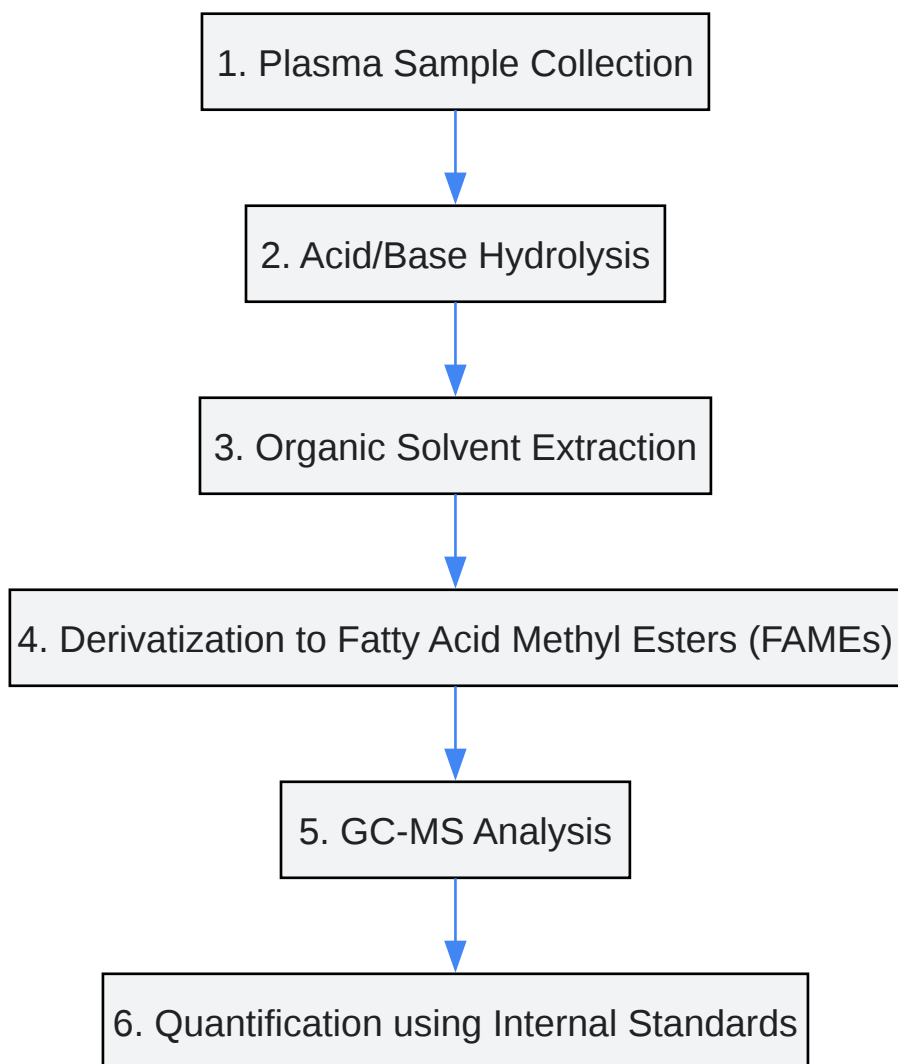 1. Plasma Sample Collection
2. Acid/Base Hydrolysis
3. Organic Solvent Extraction
4. Derivatization to Fatty Acid Methyl Esters (FAMEs)
5. GC-MS Analysis
6. Quantification using Internal Standards